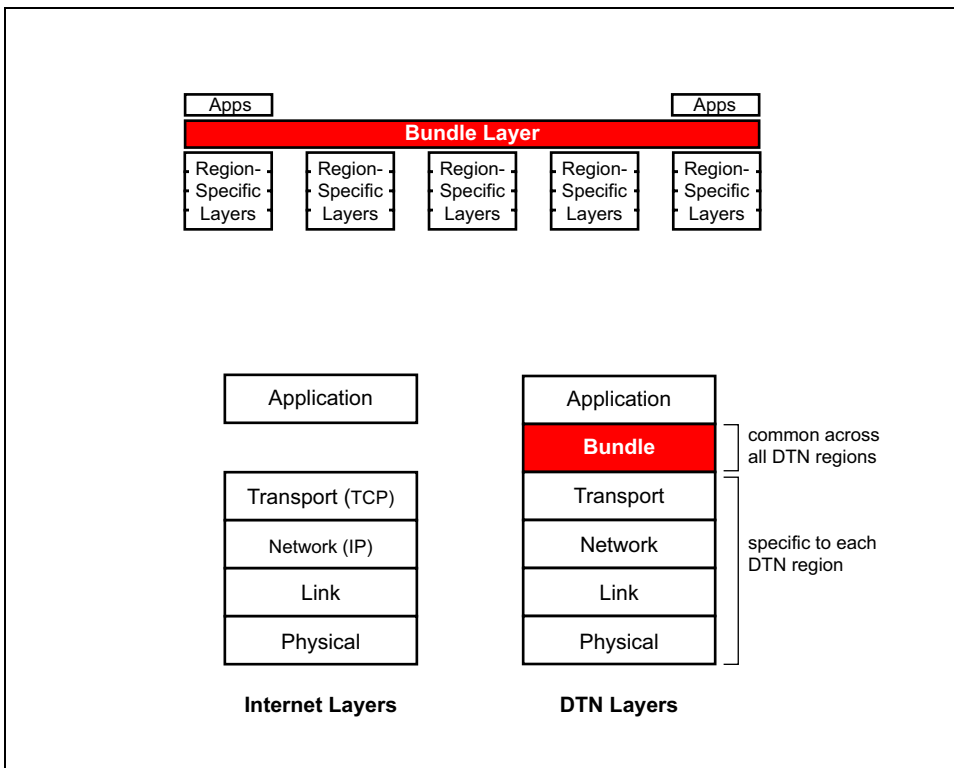 Apps
Apps
Bundle Layer
Region-
Specific
Layers
Region-
Specific
Layers
Region-
Specific
Layers
Region-
Specific
Layers
Region-
Specific
Layers
Application
Transport (TCP)
Network (IP)
Link
Physical
Internet Layers
Application
Bundle
Transport
Network
Link
Physical
DTN Layers
common across
all DTN regions
specific to each
DTN region